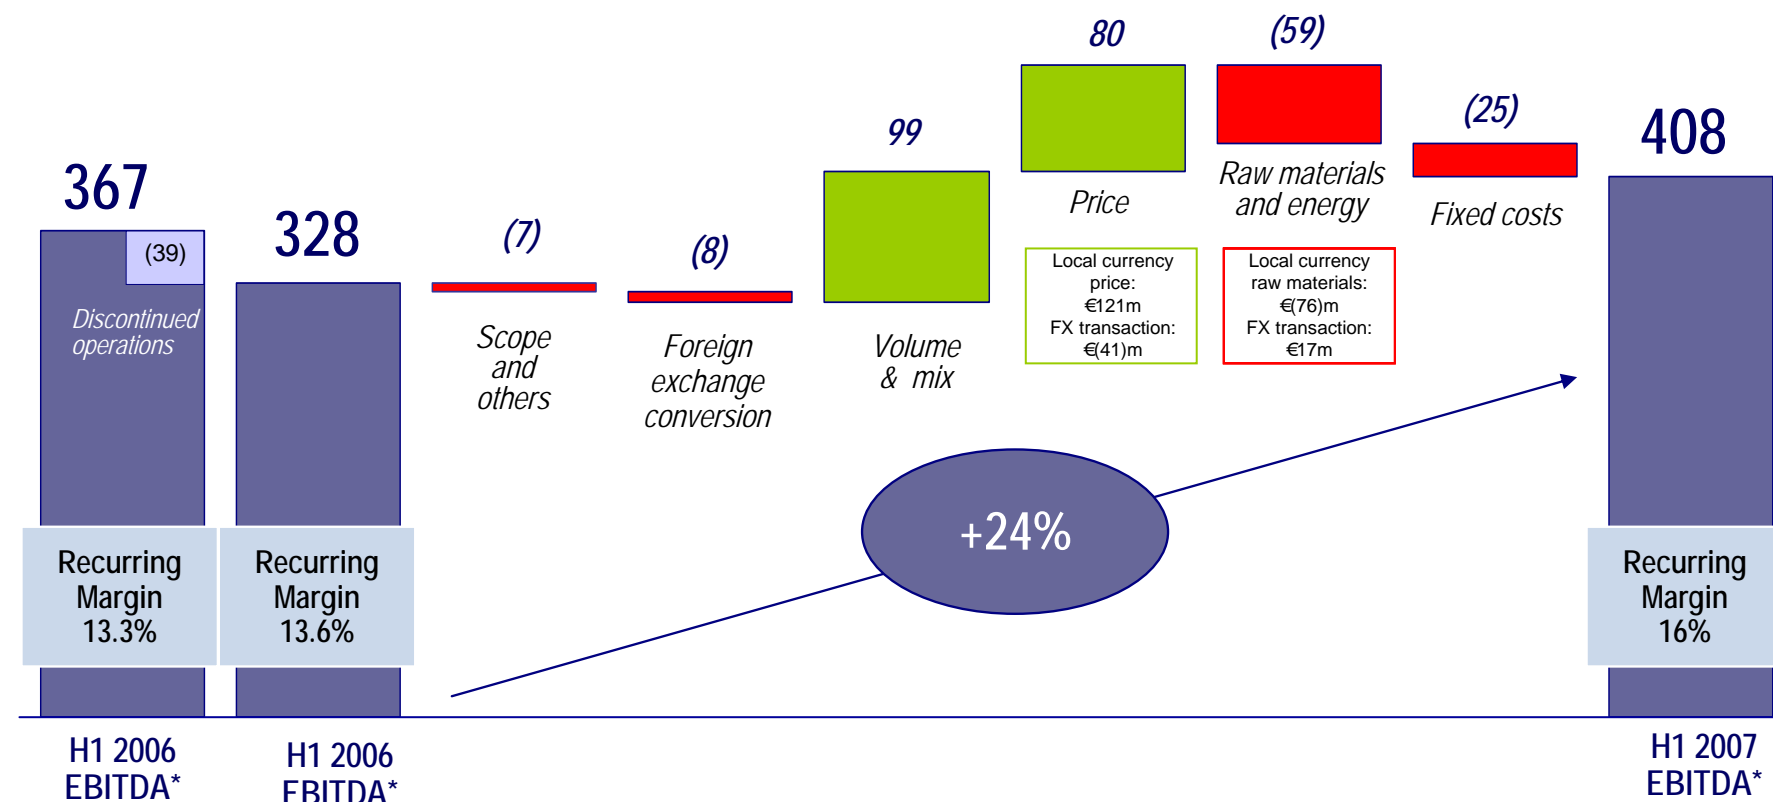 367
(39)
Discontinued
operations
Recurring
Margin
13.3%
H1 2006
EBITDA*
328
Recurring
Margin
13.6%
H1 2006
EBITDA*
(7)
Scope
and
others
(8)
Foreign
exchange
conversion
99
Volume
& mix
80
Price
Local currency
price:
€121m
FX transaction:
€(41)m
(59)
Raw materials
and energy
Local currency
raw materials:
€(76)m
FX transaction:
€17m
(25)
Fixed costs
+24%
408
Recurring
Margin
16%
H1 2007
EBITDA*